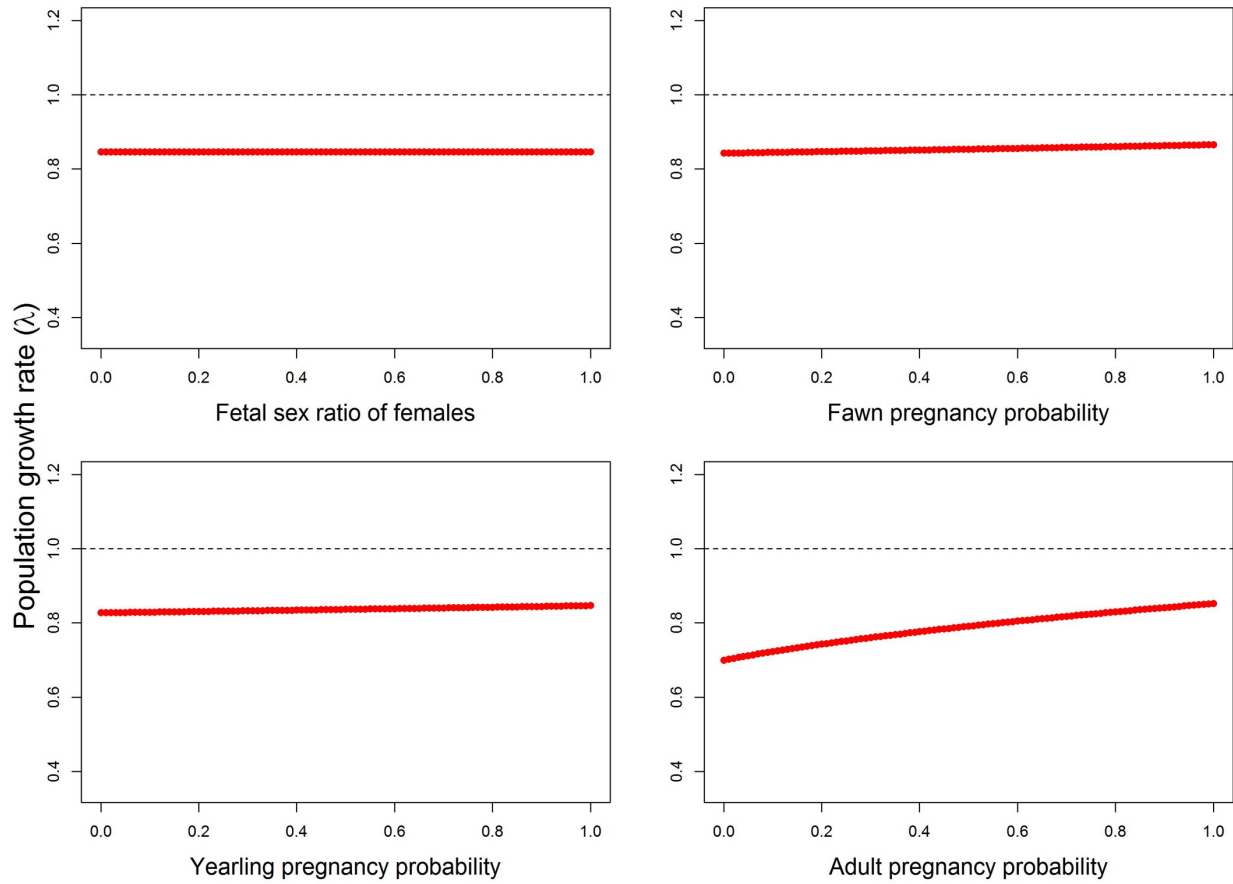 Population growth rate (λ)
1.2
1.0
0.8
0.6
0.4
0.0 0.2 0.4 0.6 0.8 1.0
Fetal sex ratio of females
1.2
1.0
0.8
0.6
0.4
0.0 0.2 0.4 0.6 0.8 1.0
Fawn pregnancy probability
1.2
1.0
0.8
0.6
0.4
0.0 0.2 0.4 0.6 0.8 1.0
Yearling pregnancy probability
1.2
1.0
0.8
0.6
0.4
0.0 0.2 0.4 0.6 0.8 1.0
Adult pregnancy probability